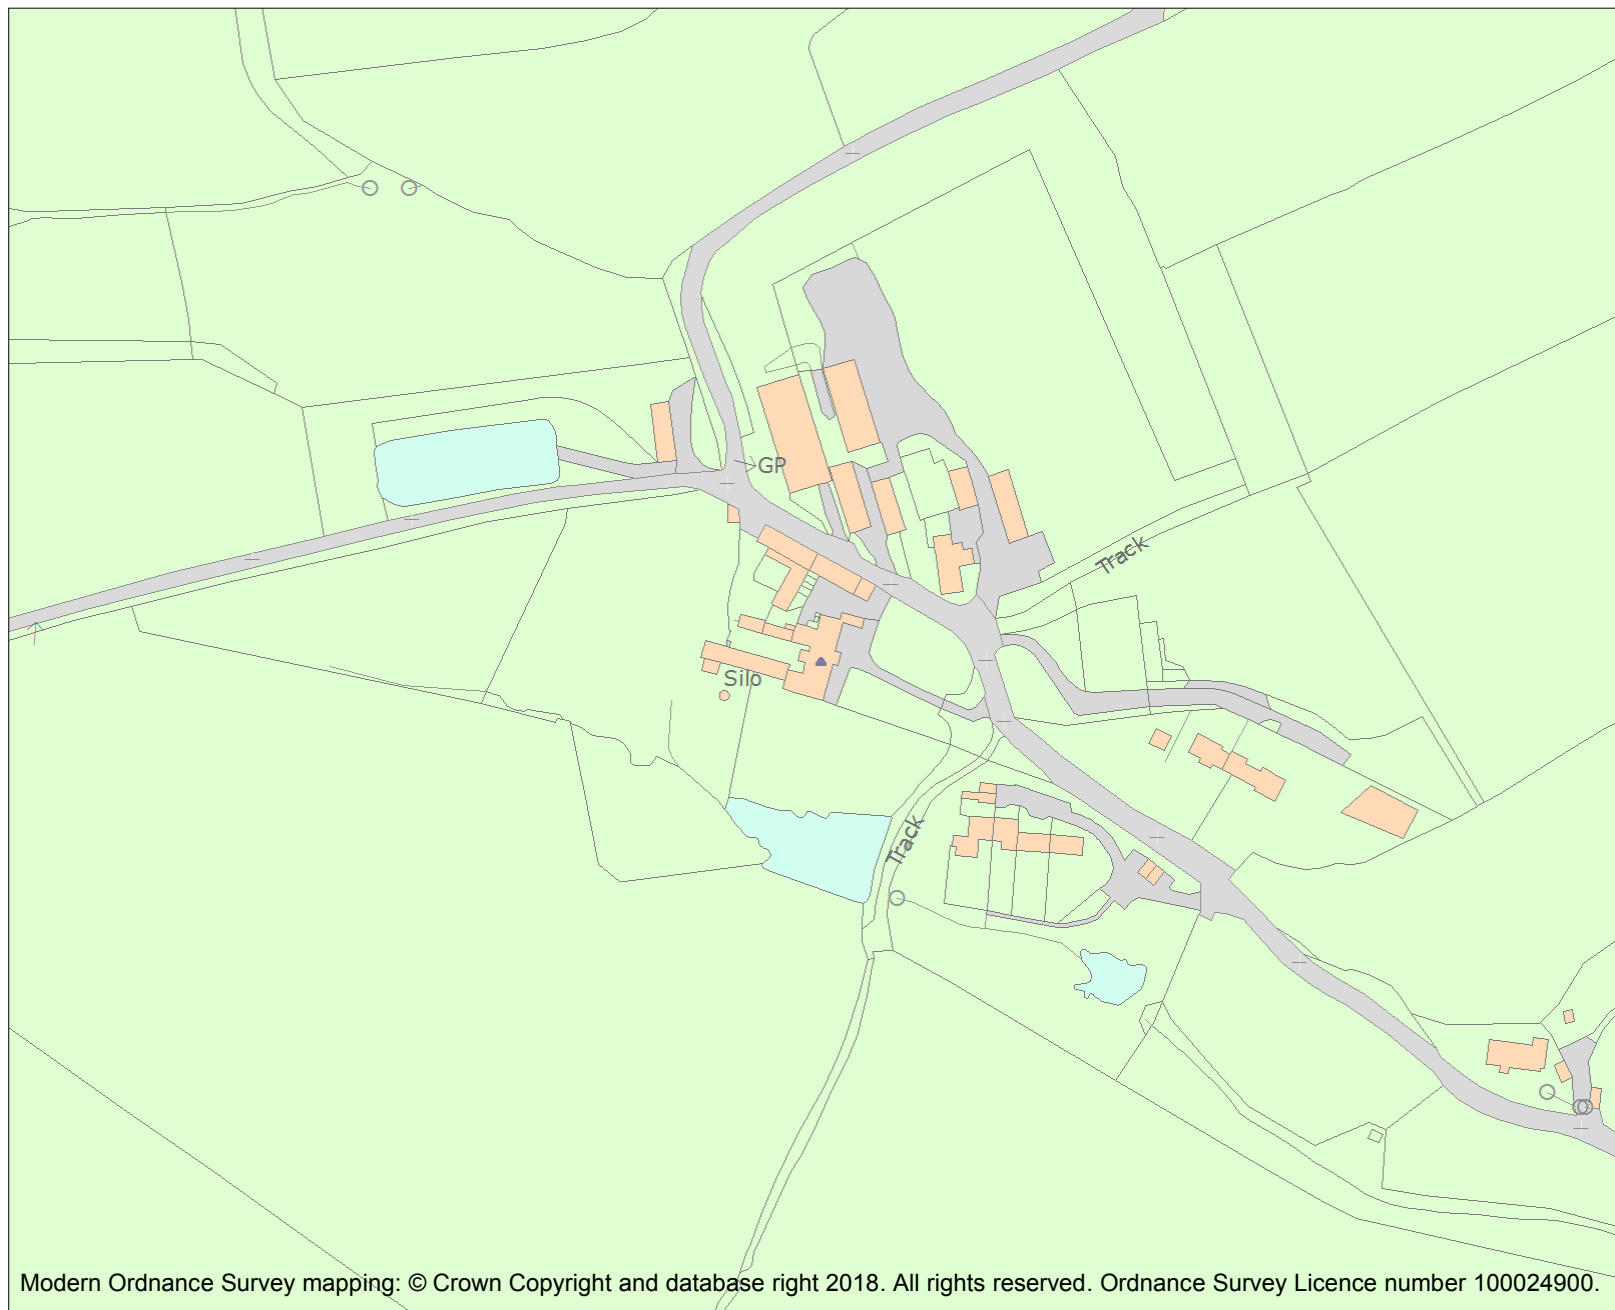 GP
Track
Silo
Track
Modern Ordnance Survey mapping: © Crown Copyright and database right 2018. All rights reserved. Ordnance Survey Licence number 100024900.